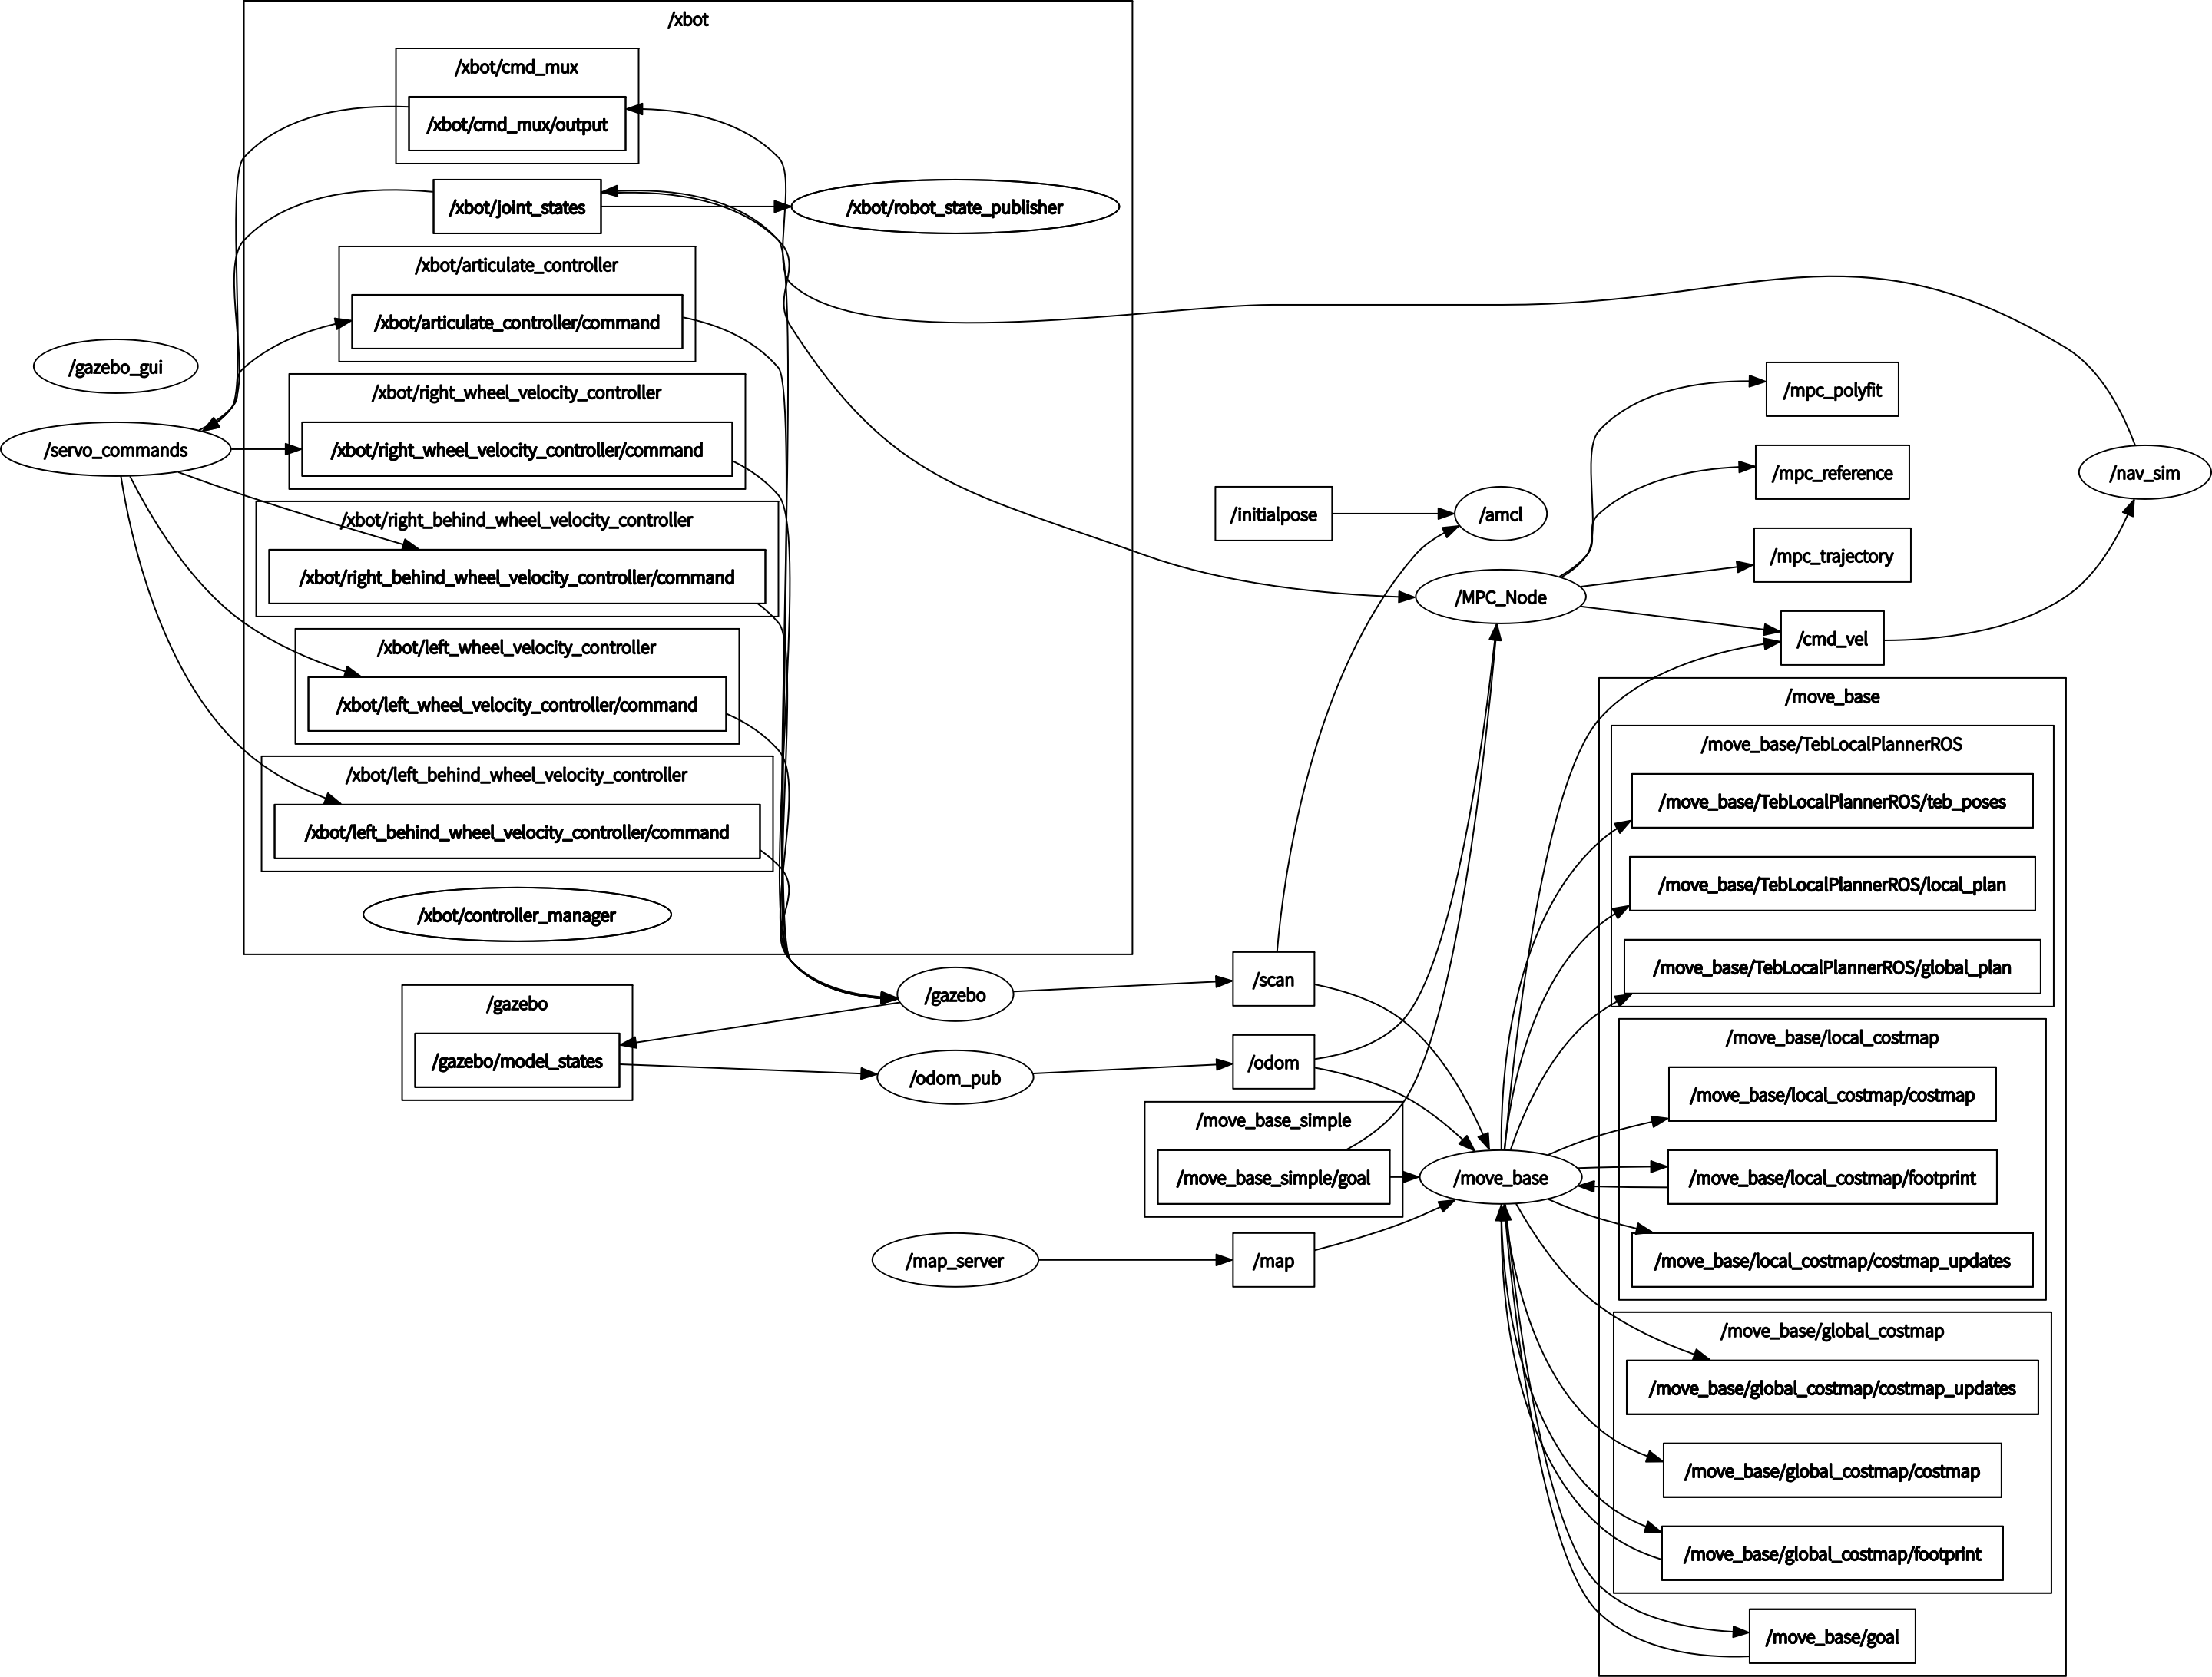 /xbot
/xbot/cmd_mux
/xbot/cmd_mux/output
/xbot/joint_states
/xbot/robot_state_publisher
/xbot/articulate_controller
/xbot/articulate_controller/command
/gazebo_gui
/servo_commands
/xbot/right_wheel_velocity_controller
/xbot/right_wheel_velocity_controller/command
/xbot/right_behind_wheel_velocity_controller
/xbot/right_behind_wheel_velocity_controller/command
/xbot/left_wheel_velocity_controller
/xbot/left_wheel_velocity_controller/command
/xbot/left_behind_wheel_velocity_controller
/xbot/left_behind_wheel_velocity_controller/command
/xbot/controller_manager
/gazebo
/gazebo/model_states
/gazebo
/odom_pub
/map_server
/initialpose
/amcl
/MPC_Node
/scan
/odom
/move_base_simple
/move_base_simple/goal
/map
/move_base
/mpc_polyfit
/mpc_reference
/mpc_trajectory
/cmd_vel
/nav_sim
/move_base
/move_base/TebLocalPlannerROS
/move_base/TebLocalPlannerROS/teb_poses
/move_base/TebLocalPlannerROS/local_plan
/move_base/TebLocalPlannerROS/global_plan
/move_base/local_costmap
/move_base/local_costmap/costmap
/move_base/local_costmap/footprint
/move_base/local_costmap/costmap_updates
/move_base/global_costmap
/move_base/global_costmap/costmap_updates
/move_base/global_costmap/costmap
/move_base/global_costmap/footprint
/move_base/goal